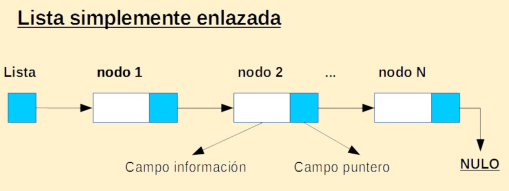 Lista simplemente enlazada
Lista nodo 1 nodo 2 ... nodo N
Campo información Campo puntero NULO